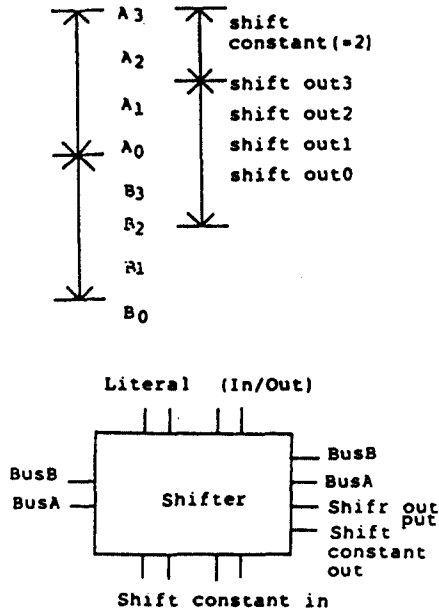 A3
A2
A1
A0
B3
B2
B1
B0
shift
constant(=2)
shift out3
shift out2
shift out1
shift out0
Literal (In/Out)
BusB
BusA
Shifter
BusB
BusA
Shifr out
put
Shift
constant
out
Shift constant in